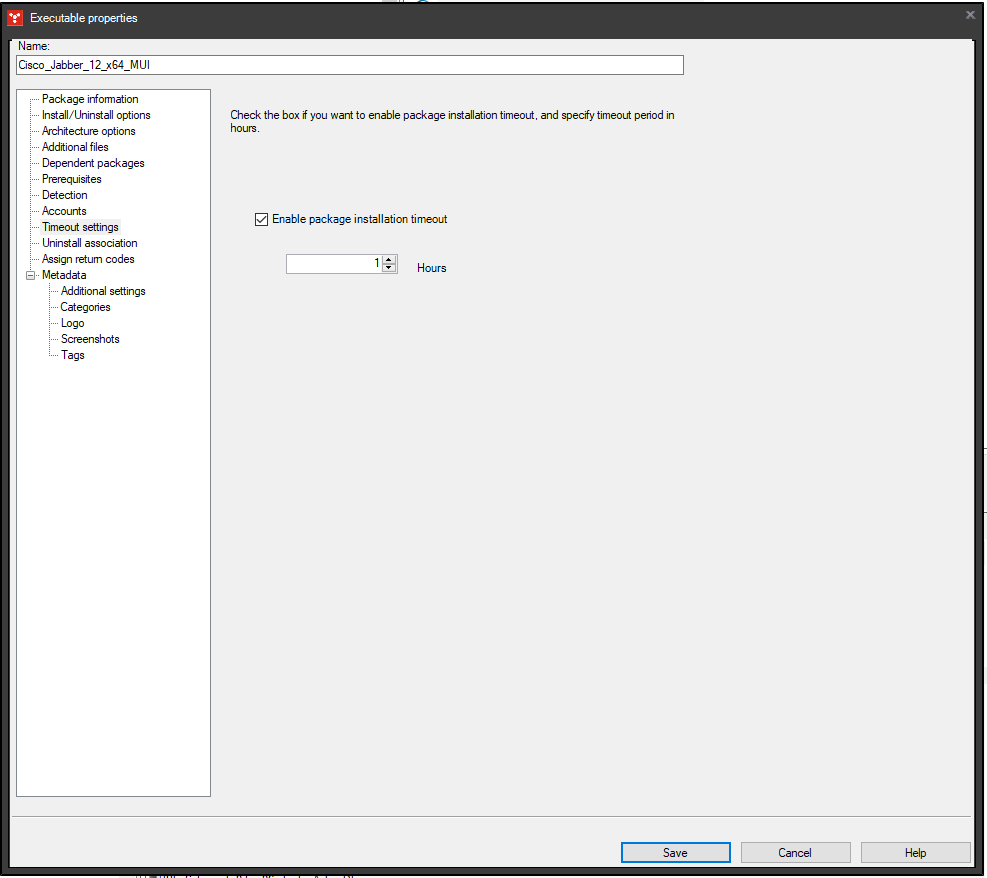 Executable properties
Name:
Cisco_Jabber_12_x64_MUI
Package information
Install/Uninstall options
Architecture options
Additional files
Dependent packages
Prerequisites
Detection
Accounts
Timeout settings
Uninstall association
Assign return codes
Metadata
Additional settings
Categories
Logo
Screenshots
Tags
Check the box if you want to enable package installation timeout, and specify timeout period in
hours.
Enable package installation timeout
1 Hours
Save Cancel Help